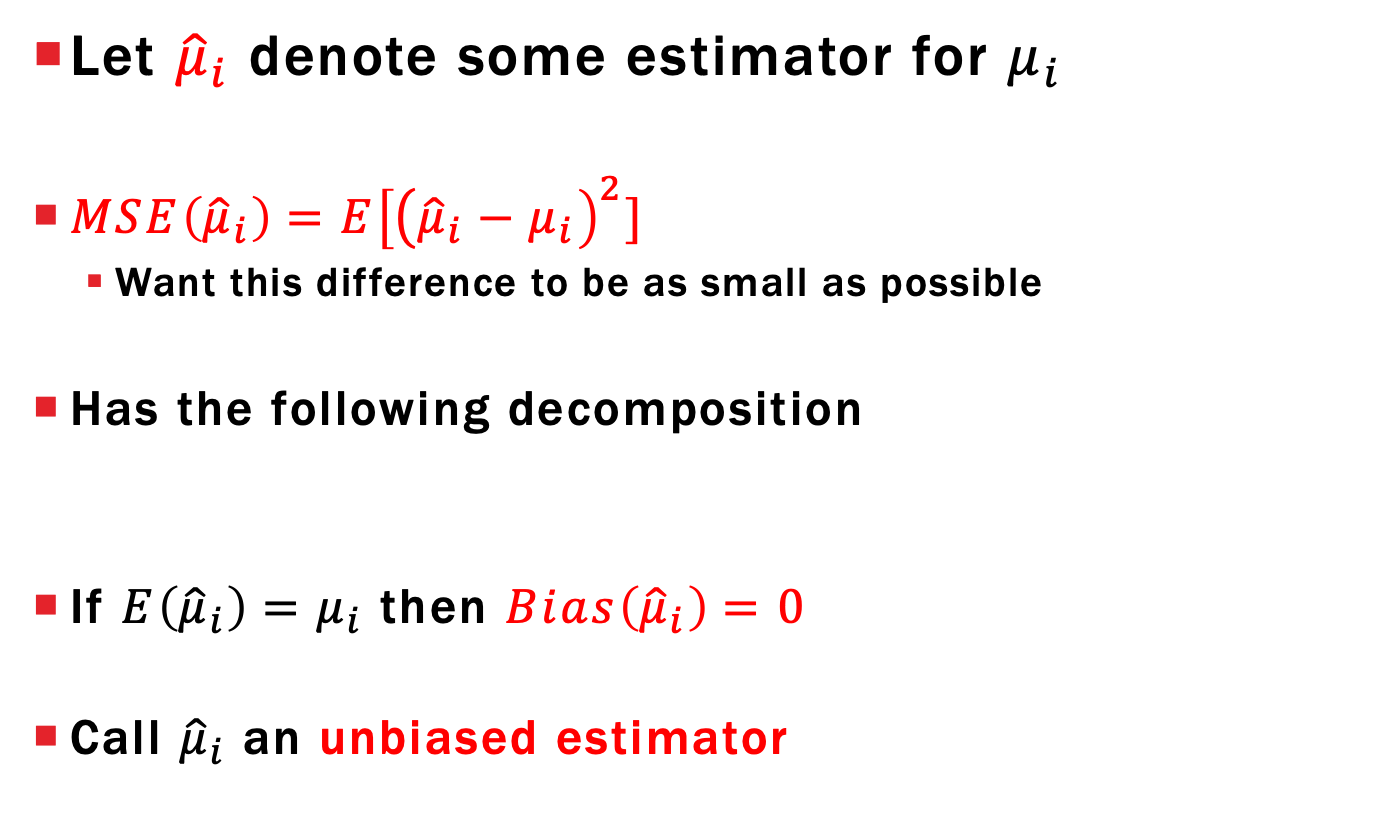 ▪Let μ̂ᵢ denote some estimator for μᵢ
▪MSE(μ̂ᵢ) = E[(μ̂ᵢ − μᵢ)²]
▪Want this difference to be as small as possible
▪Has the following decomposition
▪If E(μ̂ᵢ) = μᵢ then Bias(μ̂ᵢ) = 0
▪Call μ̂ᵢ an unbiased estimator